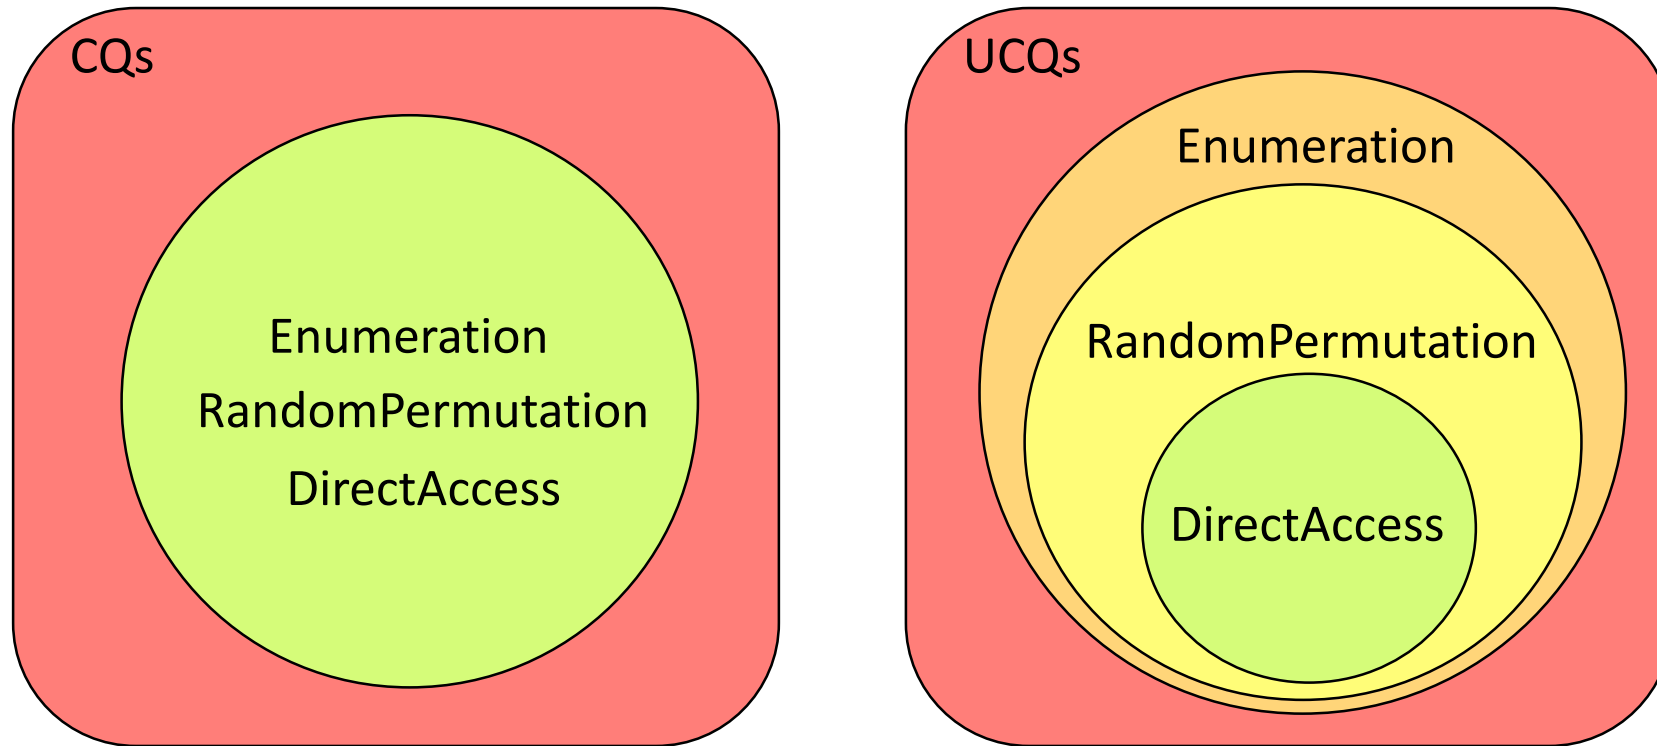 CQs
Enumeration
RandomPermutation
DirectAccess
UCQs
Enumeration
RandomPermutation
DirectAccess